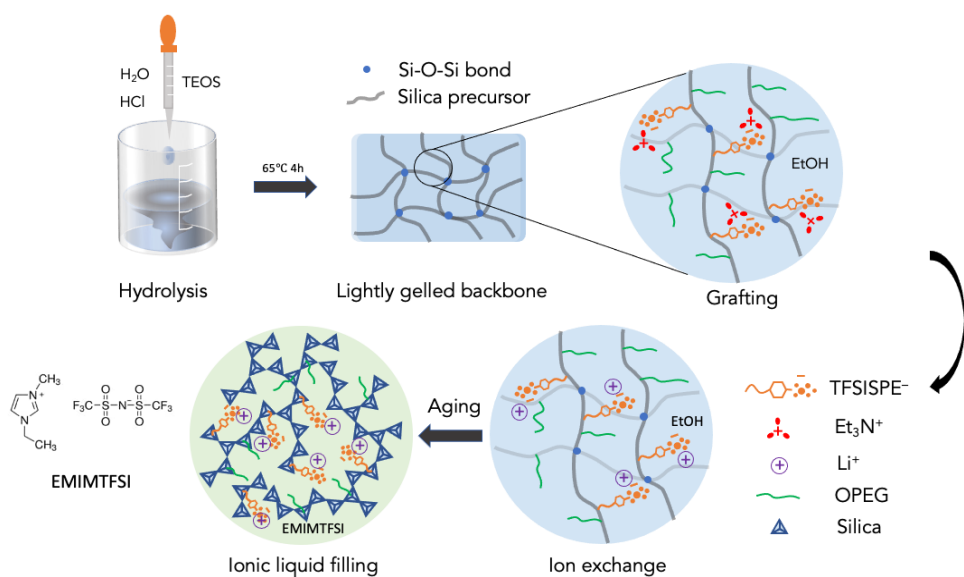 H₂O
HCl
TEOS
Hydrolysis
65°C 4h
Si-O-Si bond
Silica precursor
Lightly gelled backbone
EtOH
Grafting
CH₃
N
+
N
CH₃
F₃C-S-N-S-CF₃
O O
O O
−
EMIMTFSI
EMIMTFSI
Ionic liquid filling
Aging
EtOH
Ion exchange
TFSISPE⁻
Et₃N⁺
Li⁺
OPEG
Silica